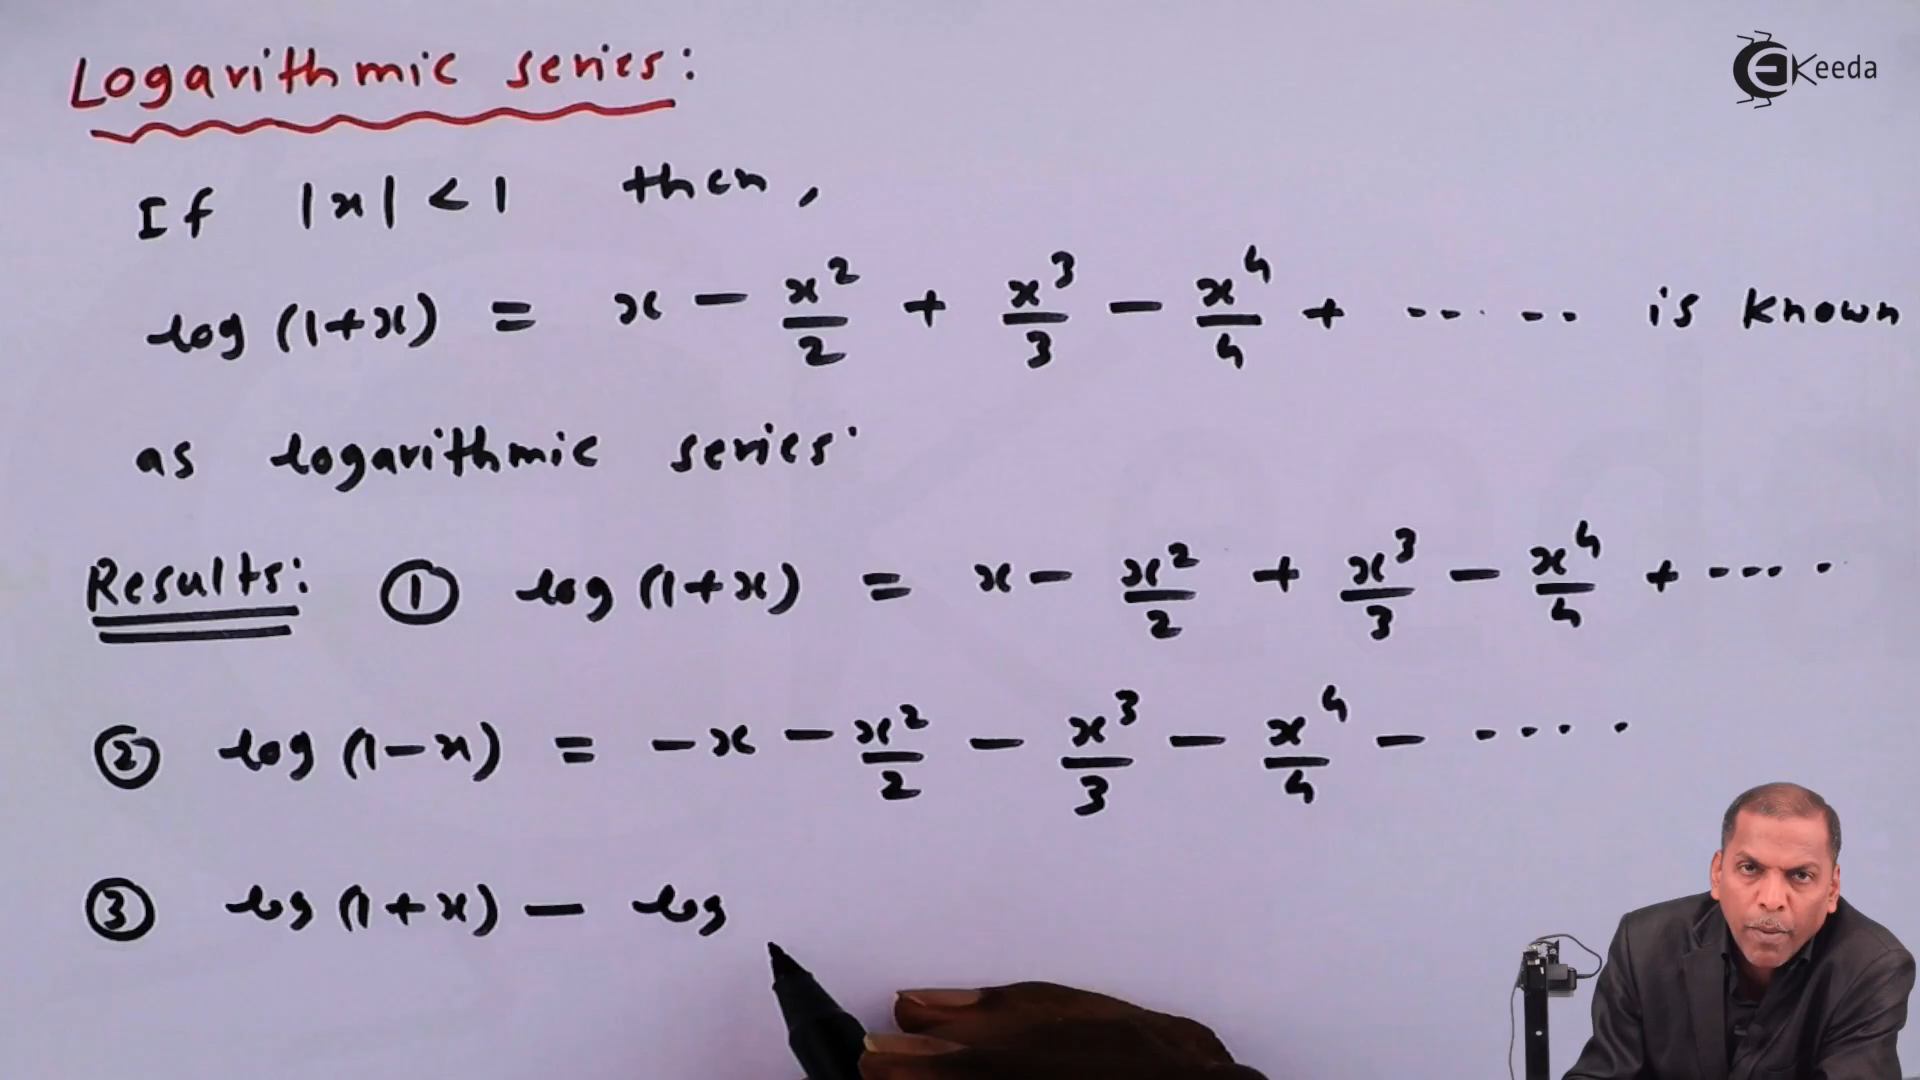 Logarithmic series:
EKeeda
If |x| < 1 then,
log (1+x) = x - x²/2 + x³/3 - x⁴/4 + ....... is known
as logarithmic series.
Results: ① log (1+x) = x - x²/2 + x³/3 - x⁴/4 + .....
② log (1-x) = -x - x²/2 - x³/3 - x⁴/4 - .....
③ log (1+x) - log